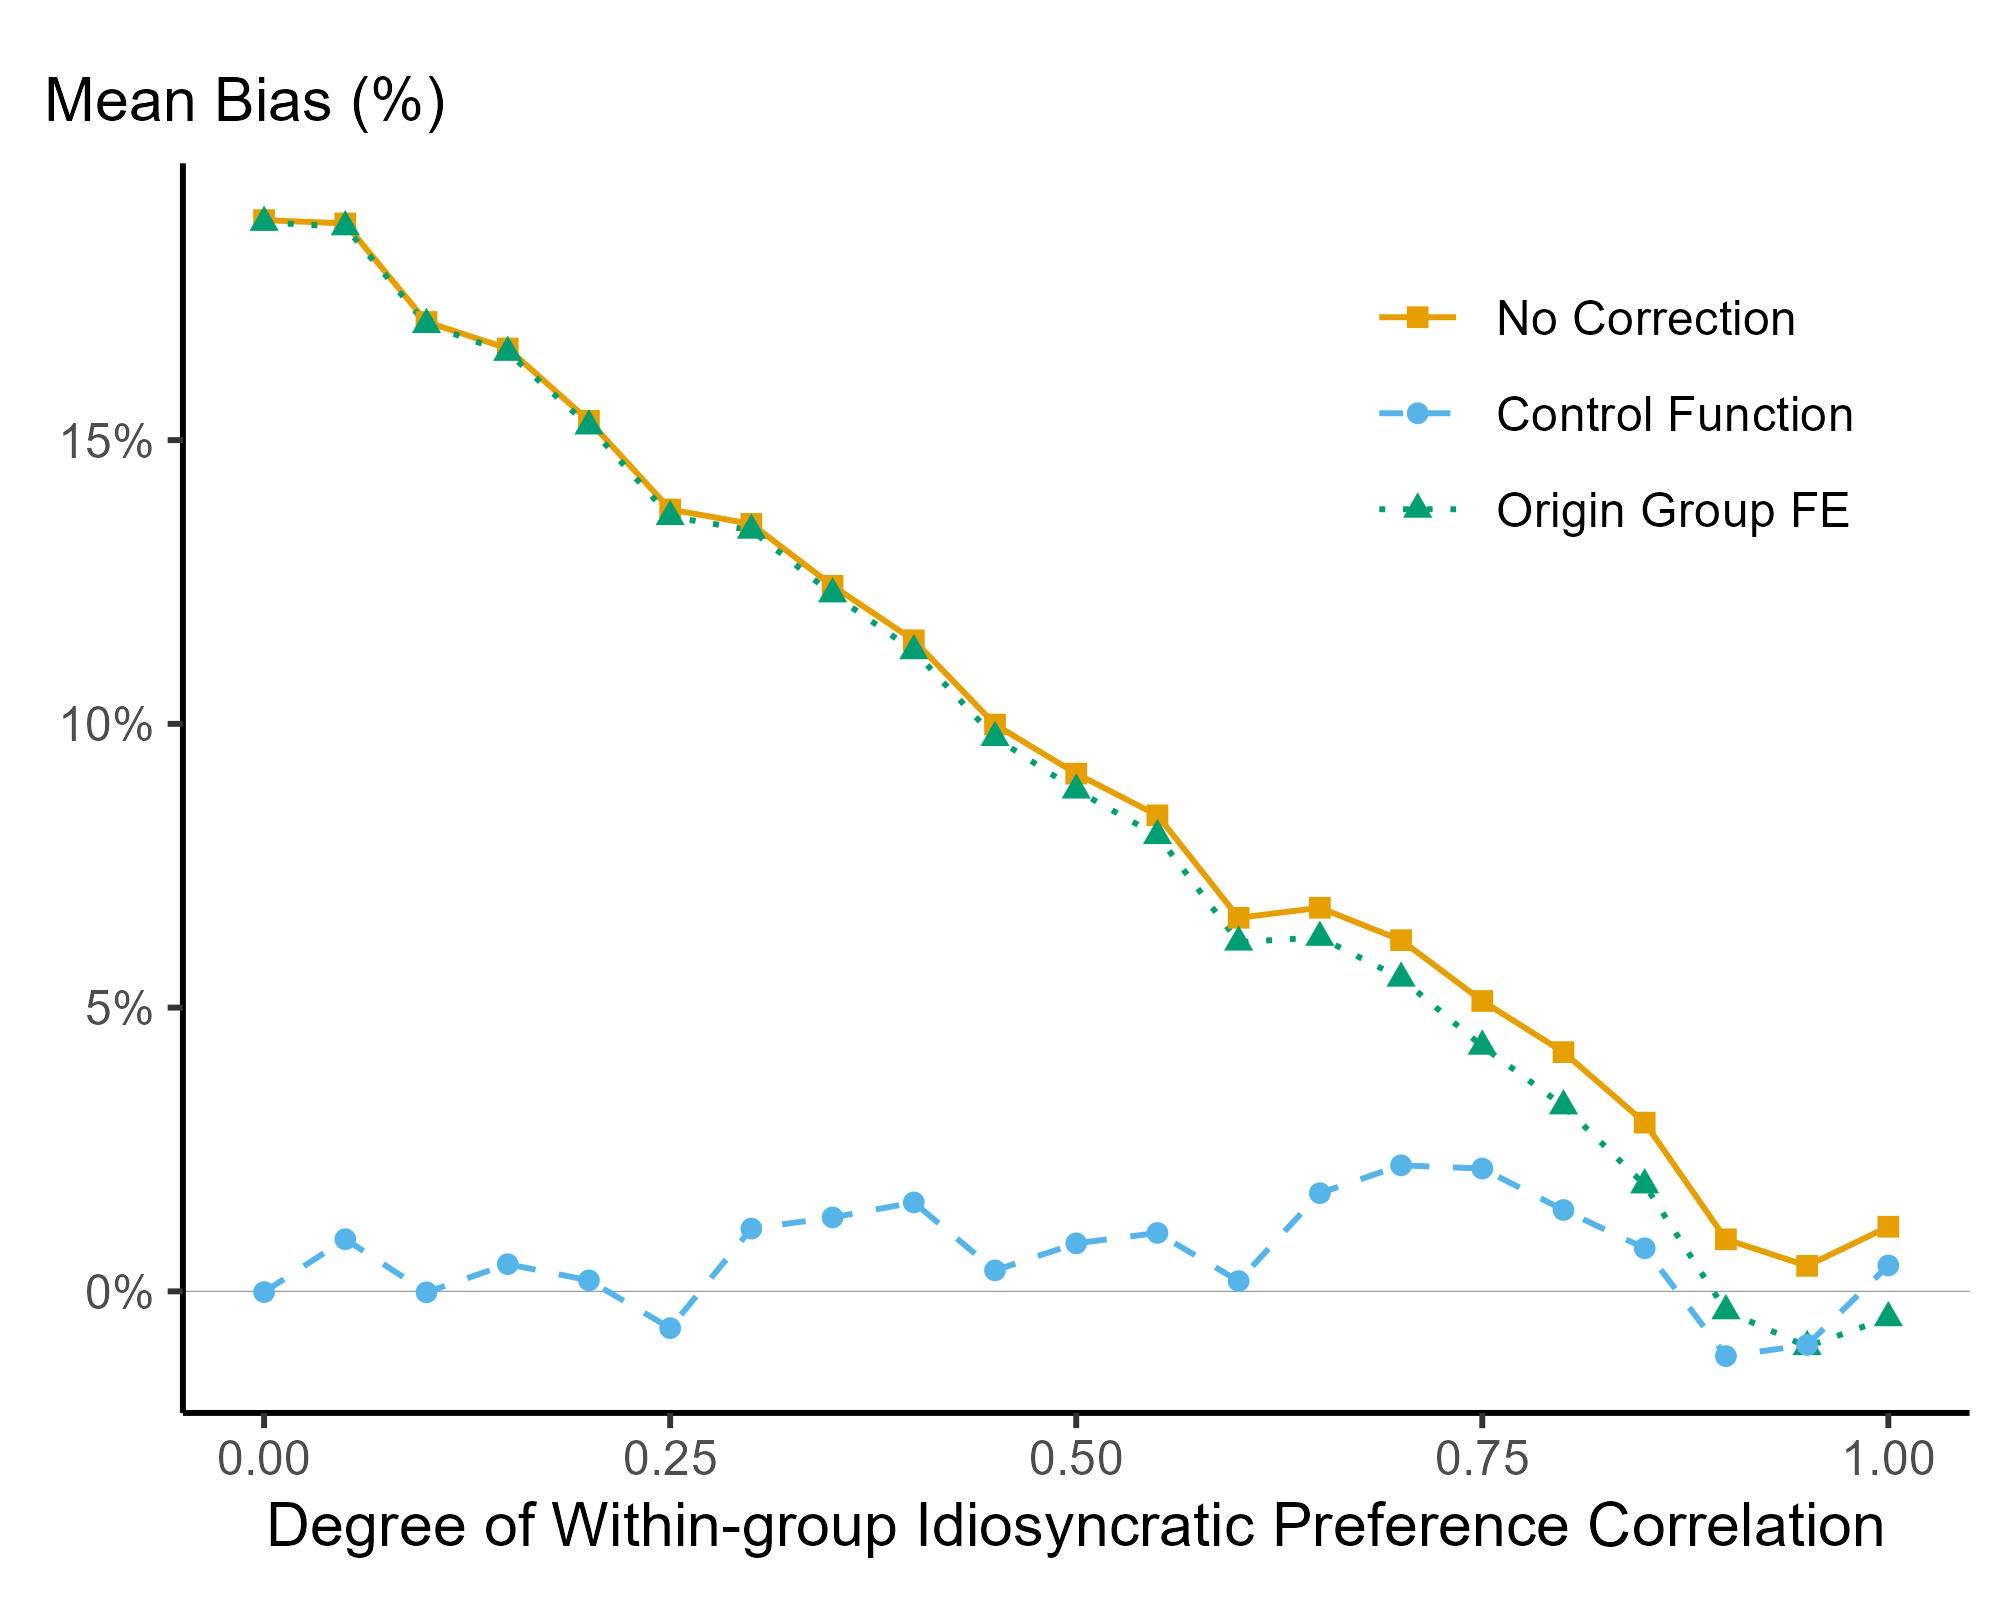 Mean Bias (%)
No Correction
Control Function
Origin Group FE
15%
10%
5%
0%
0.00 0.25 0.50 0.75 1.00
Degree of Within-group Idiosyncratic Preference Correlation